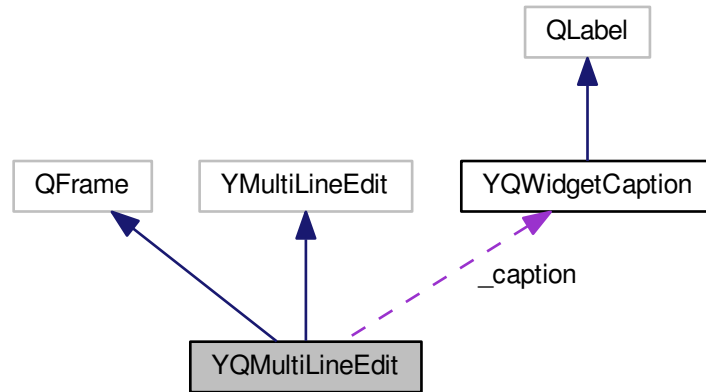 QLabel
QFrame
YMultiLineEdit
YQWidgetCaption
_caption
YQMultiLineEdit